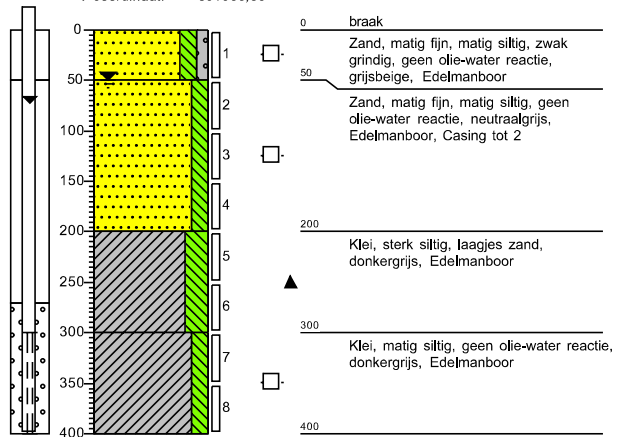 0
50
100
150
200
250
300
350
400
1
2
3
4
5
6
7
8
0 braak
Zand, matig fijn, matig siltig, zwak
grindig, geen olie-water reactie,
grijsbeige, Edelmanboor
50
Zand, matig fijn, matig siltig, geen
olie-water reactie, neutraalgrijs,
Edelmanboor, Casing tot 2
200
Klei, sterk siltig, laagjes zand,
donkergrijs, Edelmanboor
300
Klei, matig siltig, geen olie-water reactie,
donkergrijs, Edelmanboor
400